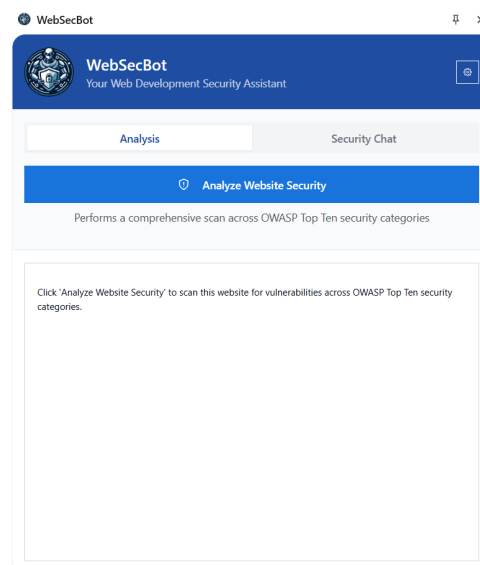 WebSecBot
WebSecBot
Your Web Development Security Assistant
Analysis
Security Chat
Analyze Website Security
Performs a comprehensive scan across OWASP Top Ten security categories
Click 'Analyze Website Security' to scan this website for vulnerabilities across OWASP Top Ten security
categories.